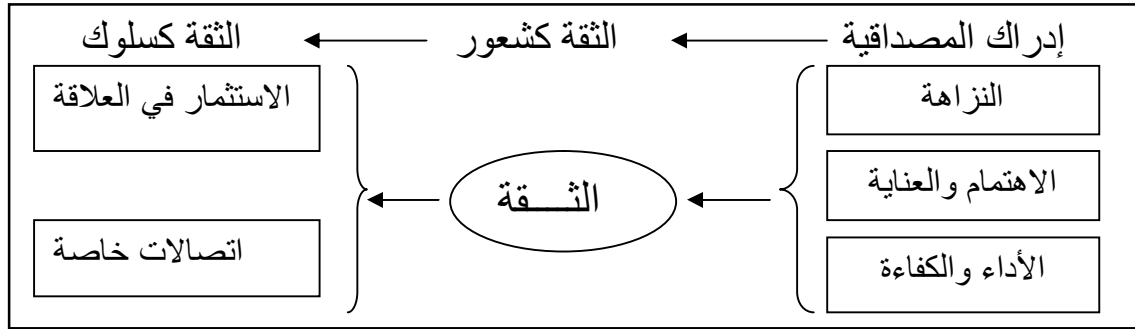 إدراك المصداقية
الثقة كشعور
الثقة كسلوك
النزاهة
الاهتمام والعناية
الأداء والكفاءة
الثـــقة
الاستثمار في العلاقة
اتصالات خاصة